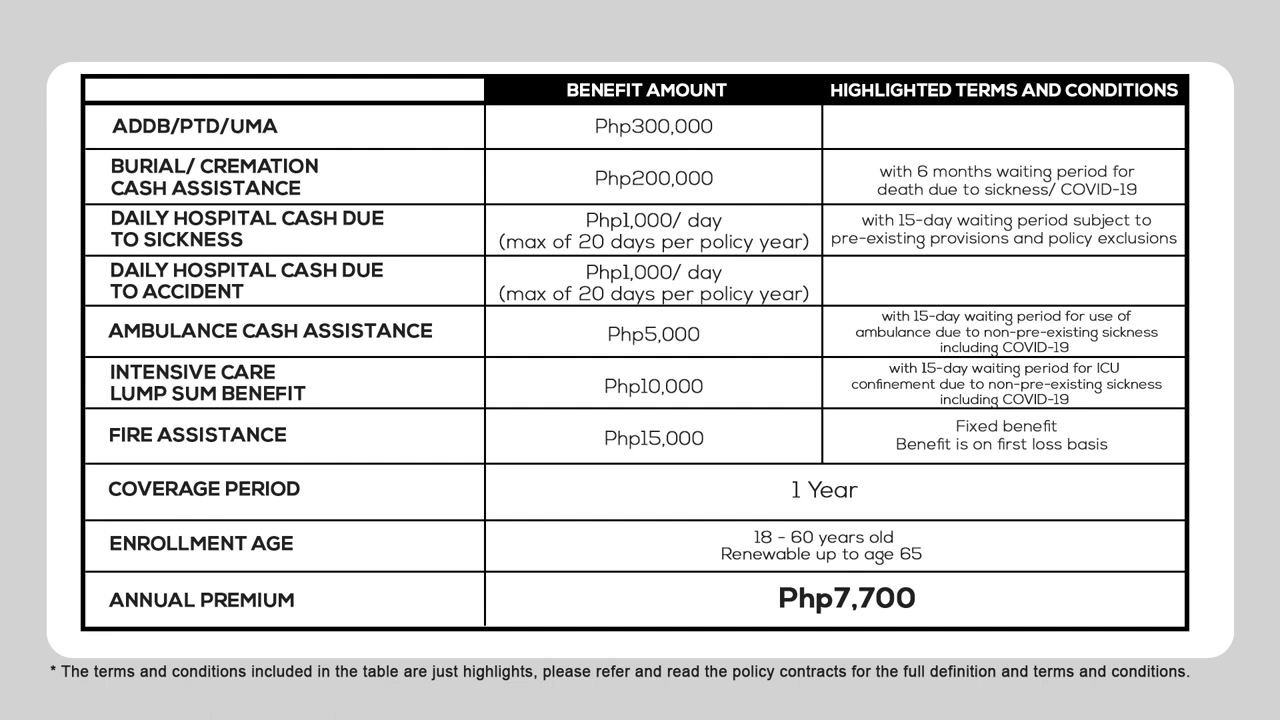 BENEFIT AMOUNT
HIGHLIGHTED TERMS AND CONDITIONS
ADDB/PTD/UMA
Php300,000
BURIAL/ CREMATION
CASH ASSISTANCE
Php200,000
with 6 months waiting period for
death due to sickness/ COVID-19
DAILY HOSPITAL CASH DUE
TO SICKNESS
Php1,000/ day
(max of 20 days per policy year)
with 15-day waiting period subject to
pre-existing provisions and policy exclusions
DAILY HOSPITAL CASH DUE
TO ACCIDENT
Php1,000/ day
(max of 20 days per policy year)
AMBULANCE CASH ASSISTANCE
Php5,000
with 15-day waiting period for use of
ambulance due to non-pre-existing sickness
including COVID-19
INTENSIVE CARE
LUMP SUM BENEFIT
Php10,000
with 15-day waiting period for ICU
confinement due to non-pre-existing sickness
including COVID-19
FIRE ASSISTANCE
Php15,000
Fixed benefit
Benefit is on first loss basis
COVERAGE PERIOD
1 Year
ENROLLMENT AGE
18 - 60 years old
Renewable up to age 65
ANNUAL PREMIUM
Php7,700
* The terms and conditions included in the table are just highlights, please refer and read the policy contracts for the full definition and terms and conditions.